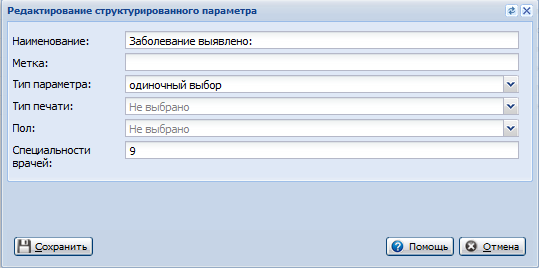 Редактирование структурированного параметра
Наименование: Заболевание выявлено:
Метка:
Тип параметра: одиночный выбор
Тип печати: Не выбрано
Пол: Не выбрано
Специальности
врачей: 9
Сохранить Помощь Отмена